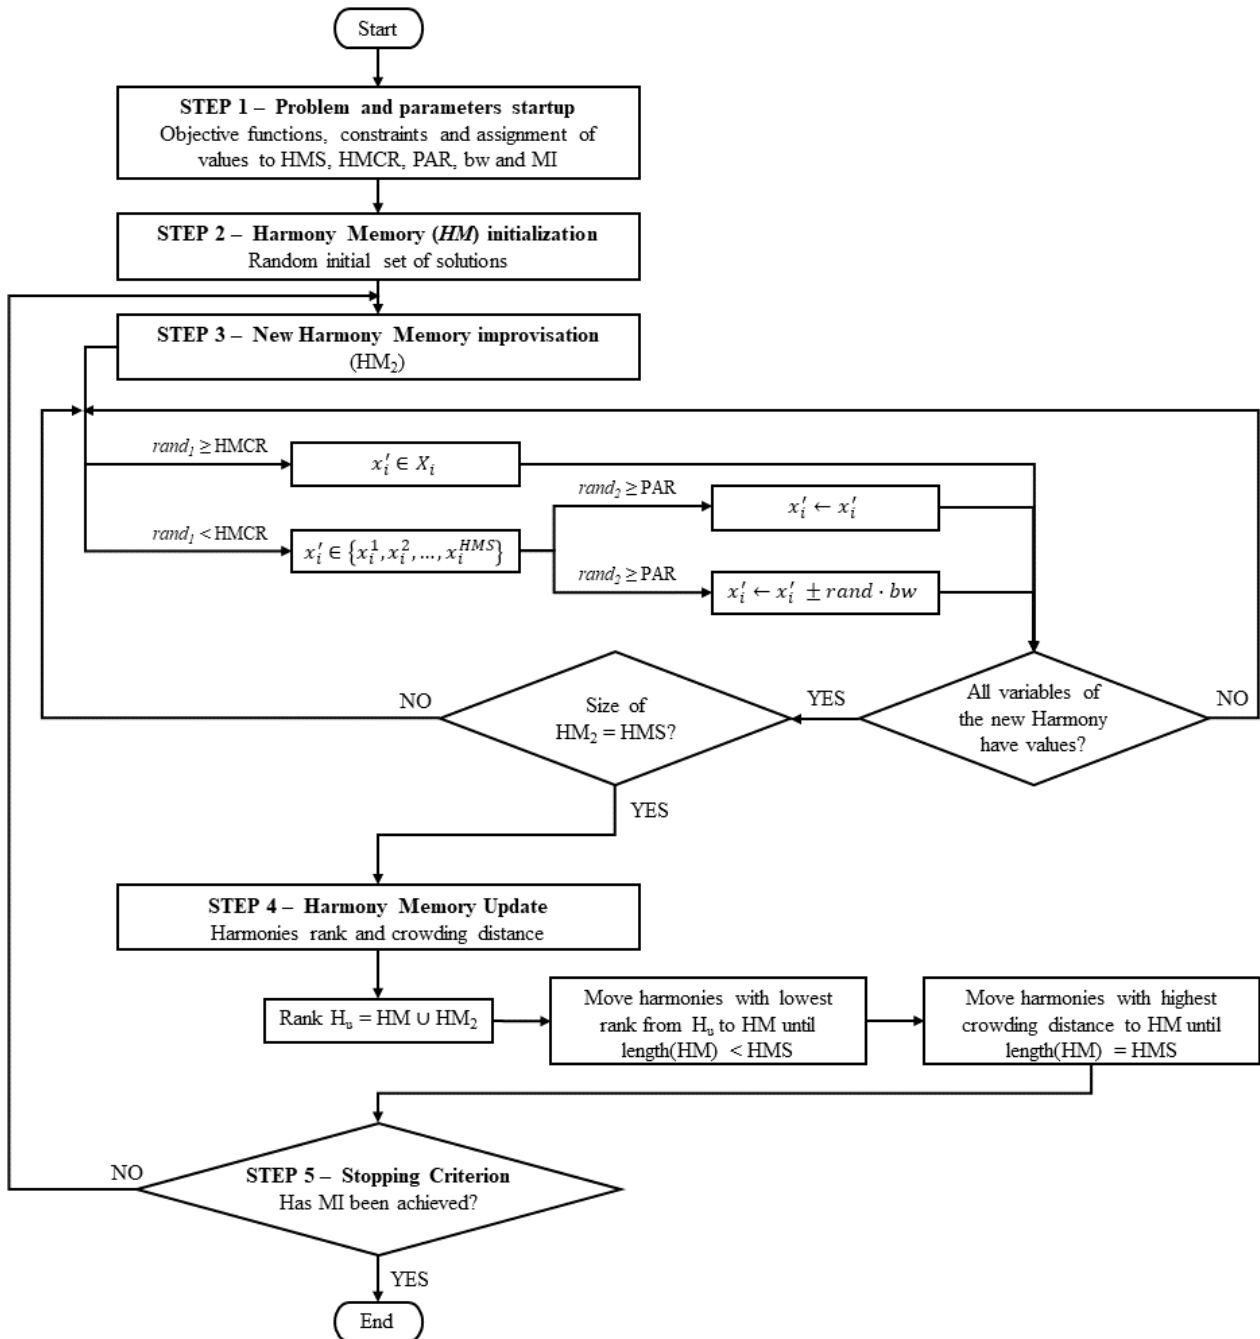 Start
STEP 1 – Problem and parameters startup
Objective functions, constraints and assignment of
values to HMS, HMCR, PAR, bw and MI
STEP 2 – Harmony Memory (HM) initialization
Random initial set of solutions
STEP 3 – New Harmony Memory improvisation
(HM₂)
rand₁ ≥ HMCR
x′ᵢ ∈ Xᵢ
rand₂ ≥ PAR
x′ᵢ ← x′ᵢ
rand₁ < HMCR
x′ᵢ ∈ {xᵢ¹, xᵢ², ..., xᵢᴴᴹˢ}
rand₂ ≥ PAR
x′ᵢ ← x′ᵢ ± rand · bw
NO
Size of
HM₂ = HMS?
YES
All variables of
the new Harmony
have values?
NO
YES
STEP 4 – Harmony Memory Update
Harmonies rank and crowding distance
Rank Hᵤ = HM ∪ HM₂
Move harmonies with lowest
rank from Hᵤ to HM until
length(HM) < HMS
Move harmonies with highest
crowding distance to HM until
length(HM) = HMS
NO
STEP 5 – Stopping Criterion
Has MI been achieved?
YES
End